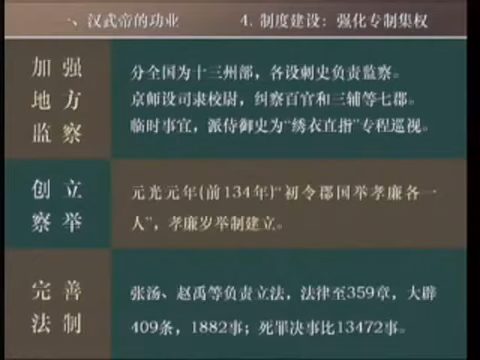 一、汉武帝的功业
4. 制度建设：强化专制集权
加强
地方
监察
分全国为十三州部，各设刺史负责监察。
京师设司隶校尉，纠察百官和三辅等七郡。
临时事宜，派侍御史为“绣衣直指”专程巡视。
创立
察举
元光元年(前134年)“初令郡国举孝廉各一
人”，孝廉岁举制建立。
完善
法制
张汤、赵禹等负责立法，法律至359章，大辟
409条，1882事；死罪决事比13472事。